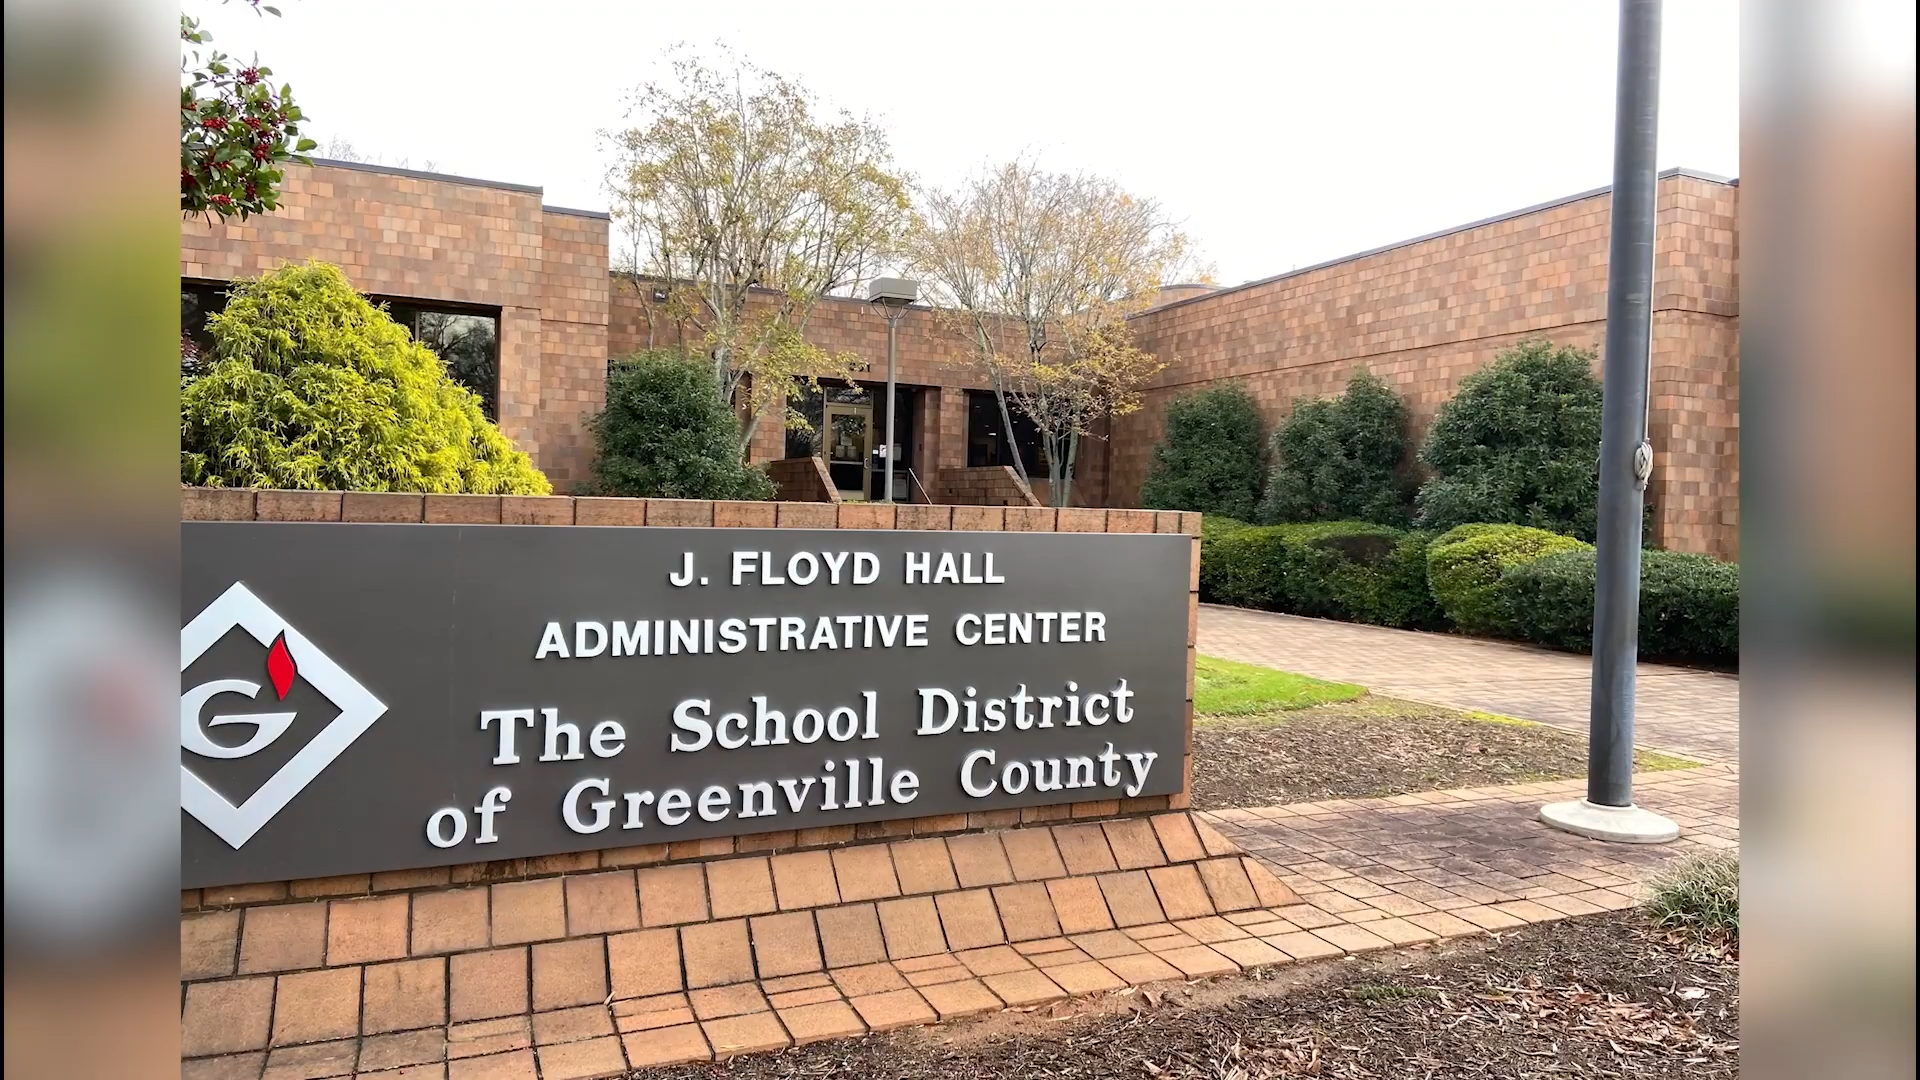 J. FLOYD HALL
ADMINISTRATIVE CENTER
The School District
of Greenville County
G